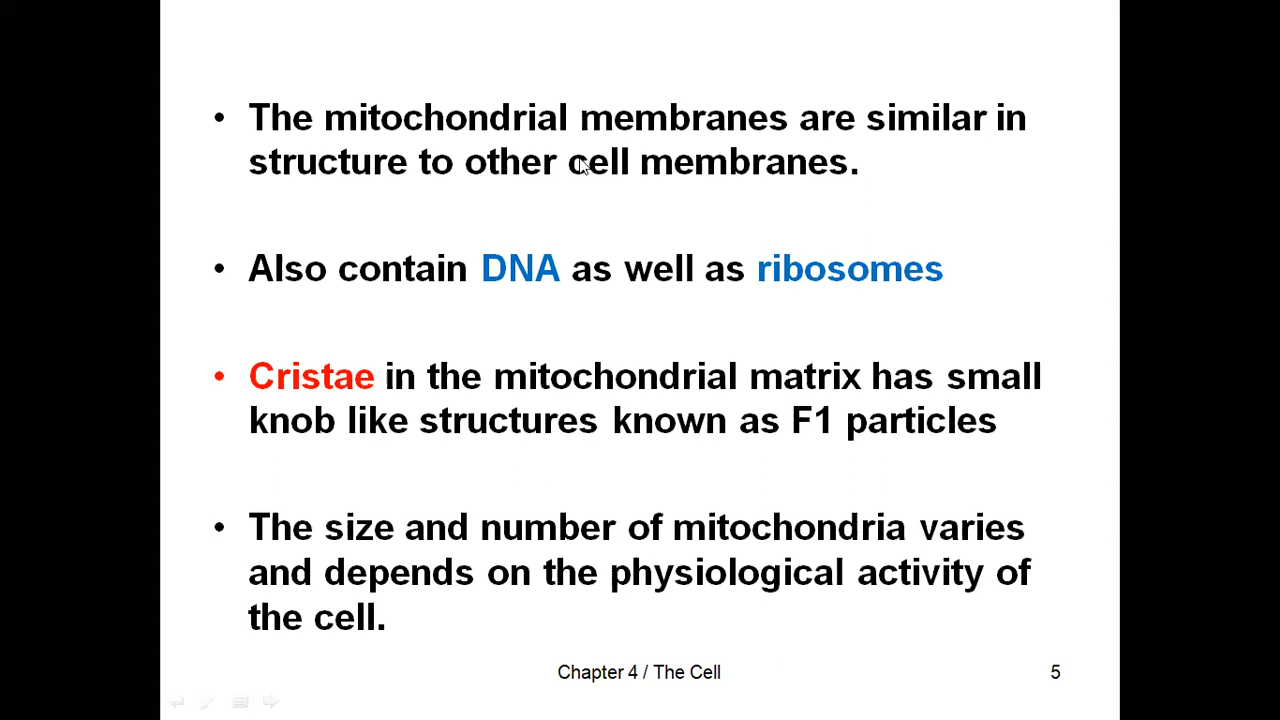 • The mitochondrial membranes are similar in
structure to other cell membranes.
• Also contain DNA as well as ribosomes
• Cristae in the mitochondrial matrix has small
knob like structures known as F1 particles
• The size and number of mitochondria varies
and depends on the physiological activity of
the cell.
Chapter 4 / The Cell 5